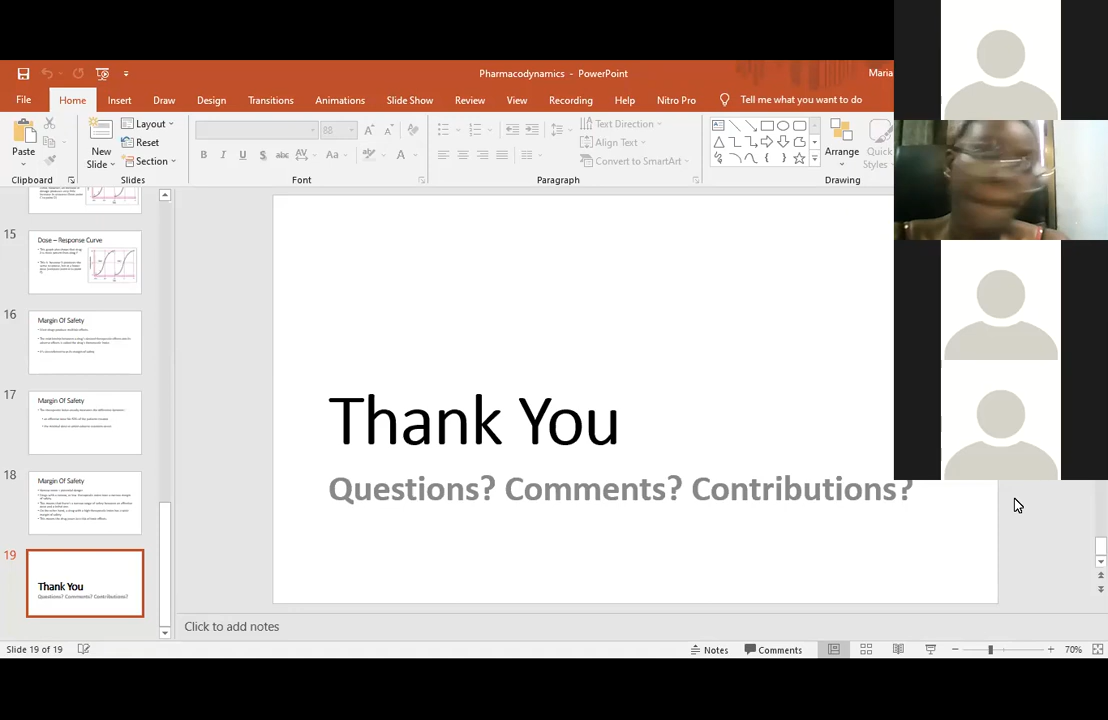 Pharmacodynamics - PowerPoint
Maria
File Home Insert Draw Design Transitions Animations Slide Show Review View Recording Help Nitro Pro Tell me what you want to do
Paste
New Slide
Layout
Reset
Section
88
B I U S abc AV Aa A
Text Direction
Align Text
Convert to SmartArt
Arrange
Quick Styles
Clipboard Slides Font Paragraph Drawing
15
Dose – Response Curve
16
Margin Of Safety
17
Margin Of Safety
18
Margin Of Safety
19
Thank You
Questions? Comments? Contributions?
Thank You
Questions? Comments? Contributions?
Click to add notes
Slide 19 of 19
Notes Comments
70%